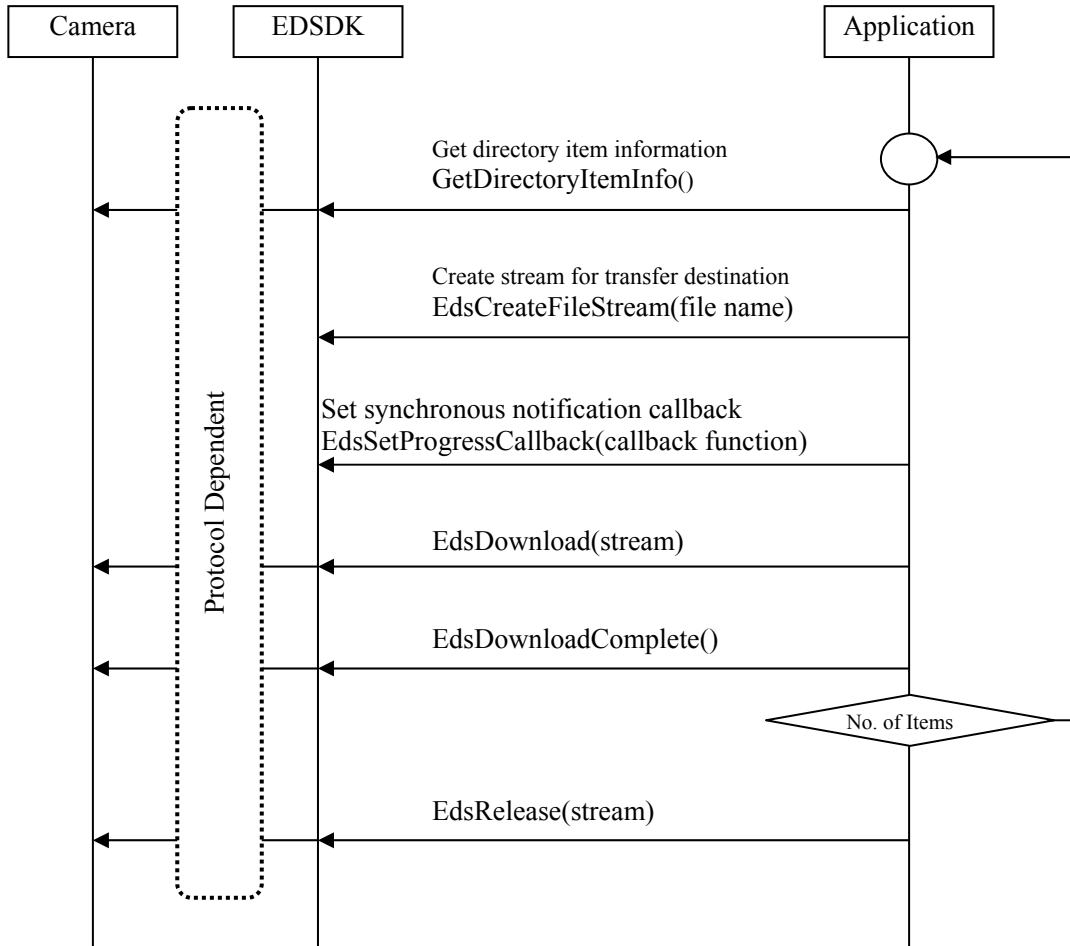 Camera
EDSDK
Application
Get directory item information
GetDirectoryItemInfo()
Create stream for transfer destination
EdsCreateFileStream(file name)
Set synchronous notification callback
EdsSetProgressCallback(callback function)
Protocol Dependent
EdsDownload(stream)
EdsDownloadComplete()
No. of Items
EdsRelease(stream)